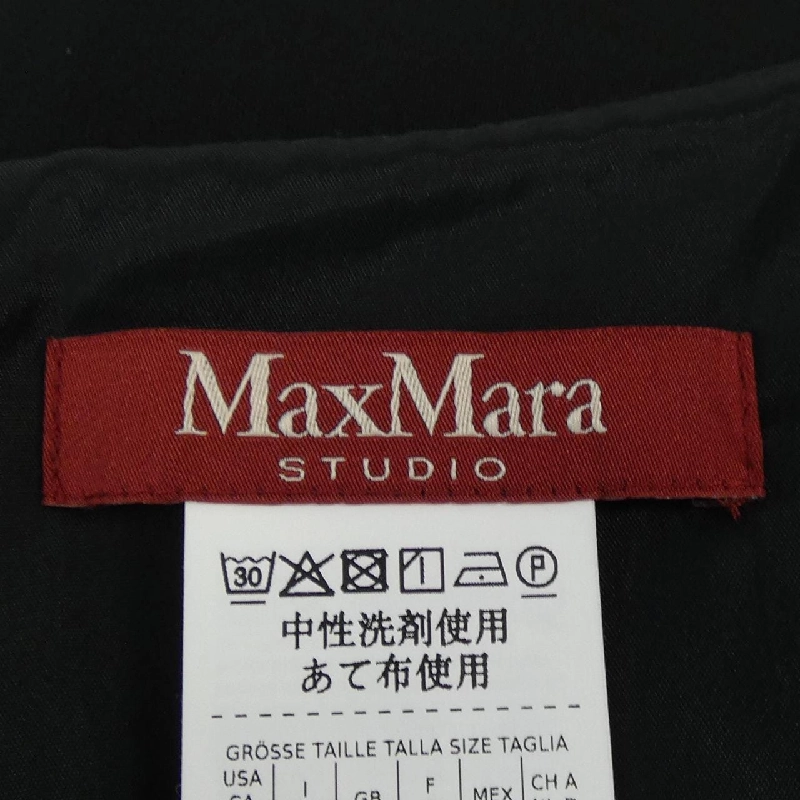 MaxMara
STUDIO
30 P
中性洗剤使用
あて布使用
GRÖSSE TAILLE TALLA SIZE TAGLIA
USA I GB F MEX CH A